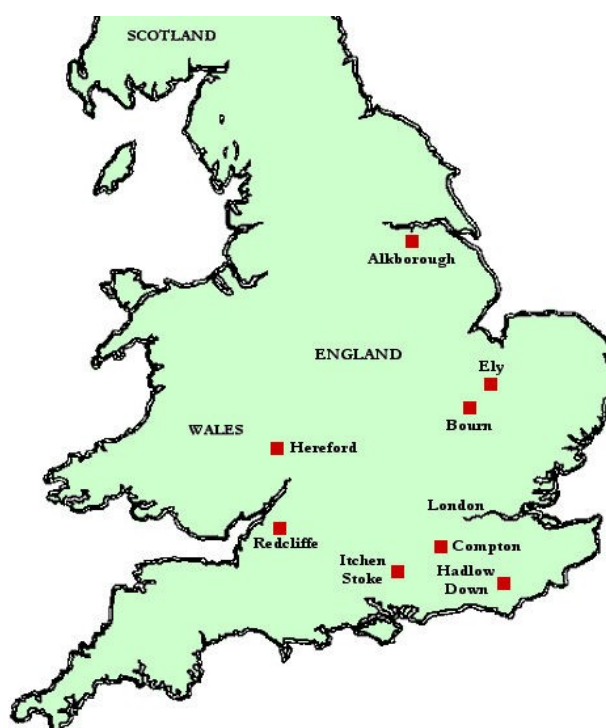 SCOTLAND
Alkborough
ENGLAND
Ely
Bourn
WALES
Hereford
London
Redcliffe
Compton
Itchen
Stoke
Hadlow
Down